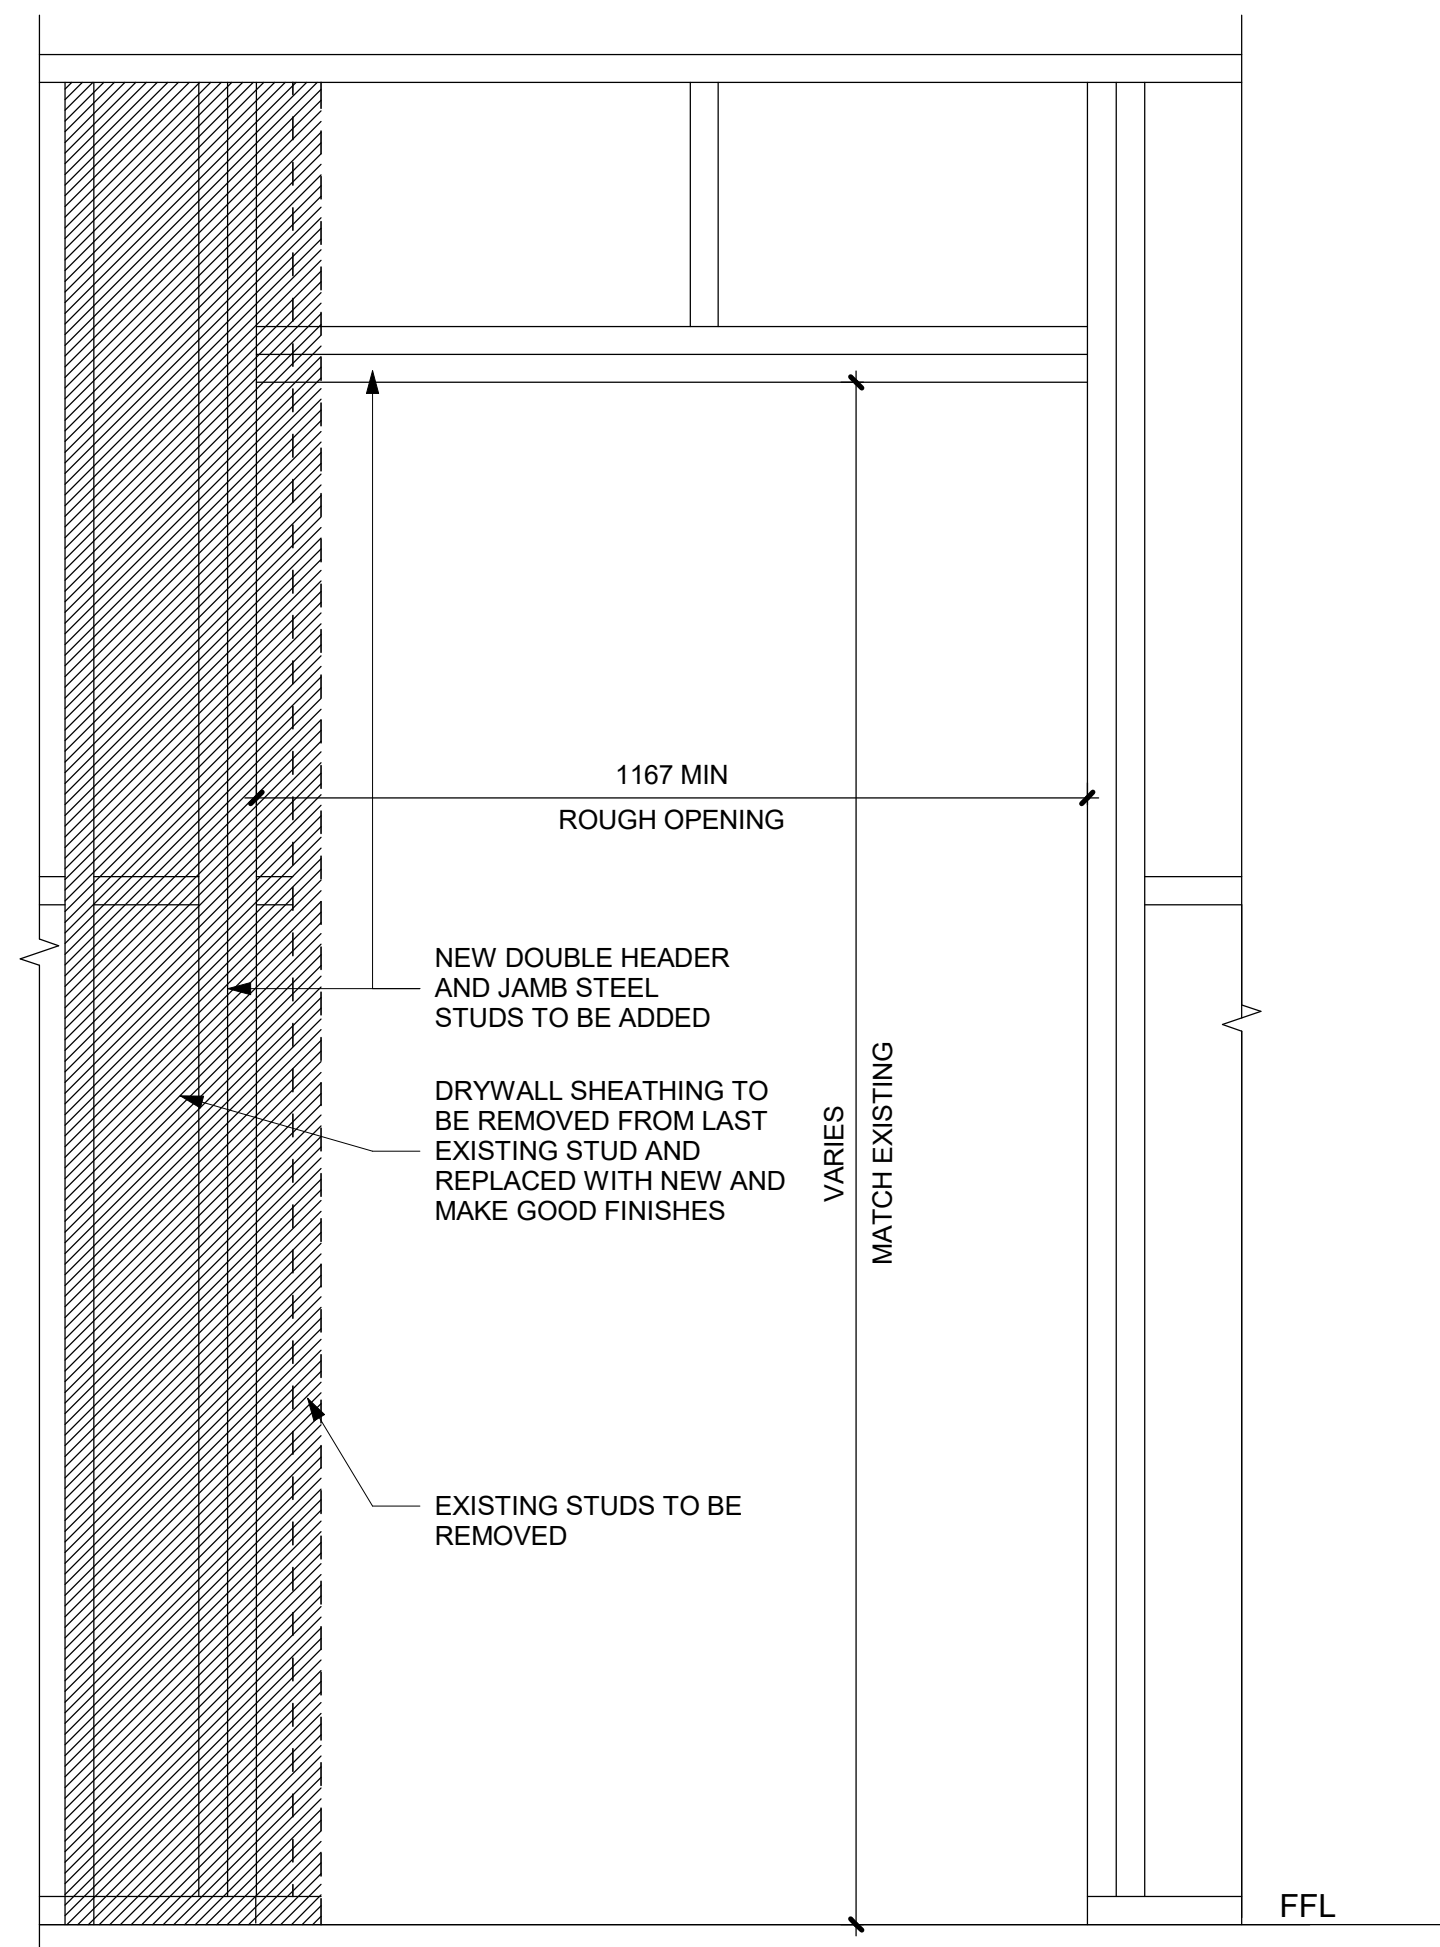 1167 MIN
ROUGH OPENING
NEW DOUBLE HEADER
AND JAMB STEEL
STUDS TO BE ADDED
DRYWALL SHEATHING TO
BE REMOVED FROM LAST
EXISTING STUD AND
REPLACED WITH NEW AND
MAKE GOOD FINISHES
VARIES
MATCH EXISTING
EXISTING STUDS TO BE
REMOVED
FFL